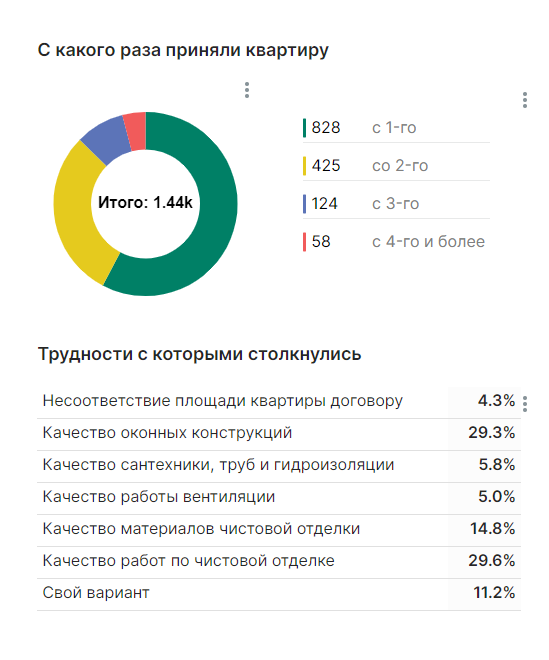 С какого раза приняли квартиру
Итого: 1.44k
828 с 1-го
425 со 2-го
124 с 3-го
58 с 4-го и более
Трудности с которыми столкнулись
Несоответствие площади квартиры договору 4.3%
Качество оконных конструкций 29.3%
Качество сантехники, труб и гидроизоляции 5.8%
Качество работы вентиляции 5.0%
Качество материалов чистовой отделки 14.8%
Качество работ по чистовой отделке 29.6%
Свой вариант 11.2%